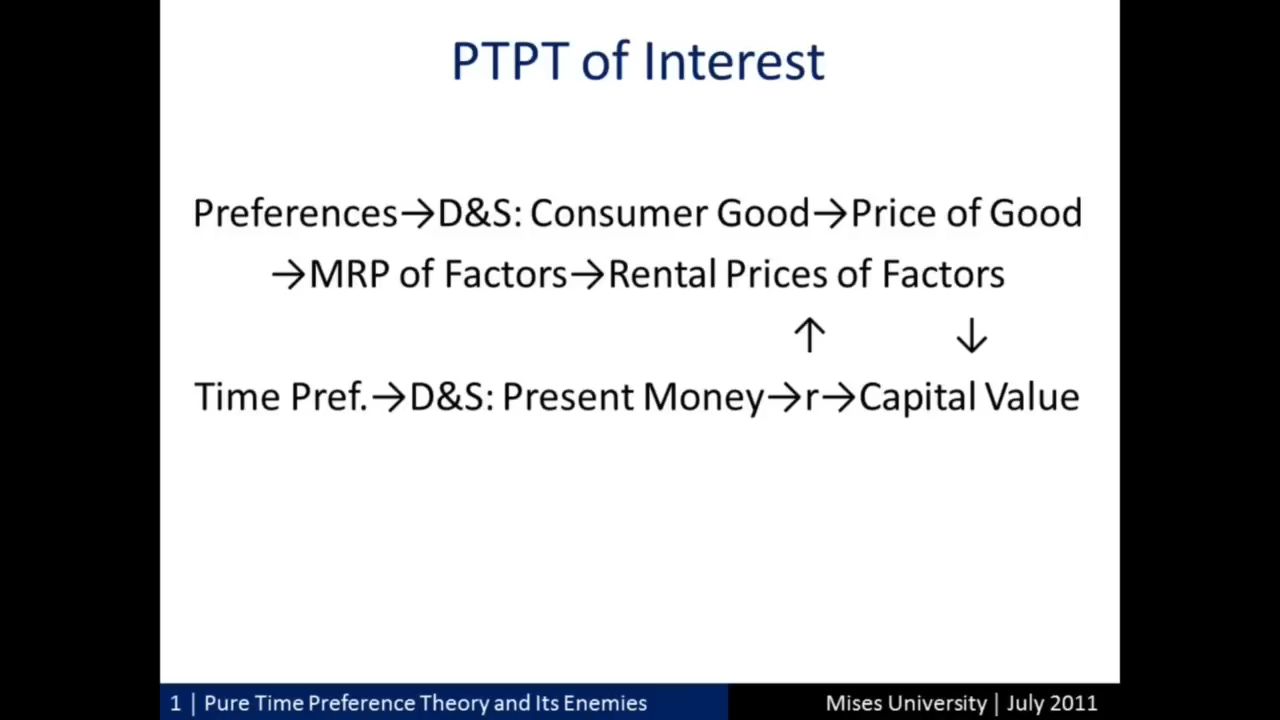 PTPT of Interest
Preferences→D&S: Consumer Good→Price of Good
→MRP of Factors→Rental Prices of Factors
↑ ↓
Time Pref.→D&S: Present Money→r→Capital Value
1 | Pure Time Preference Theory and Its Enemies
Mises University | July 2011